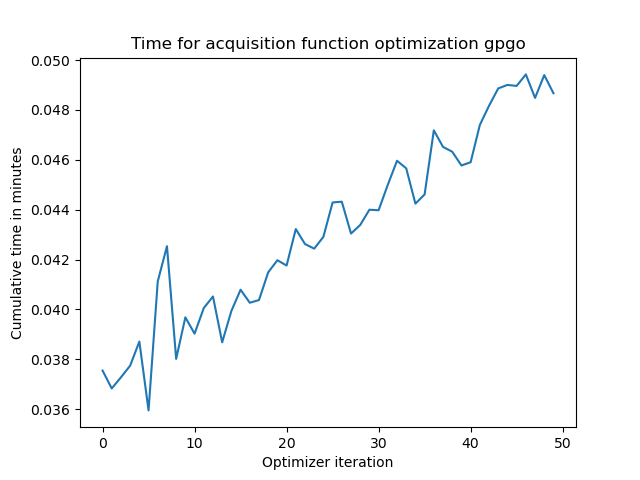 Time for acquisition function optimization gpgo
0.050
0.048
0.046
0.044
0.042
0.040
0.038
0.036
Cumulative time in minutes
0 10 20 30 40 50
Optimizer iteration